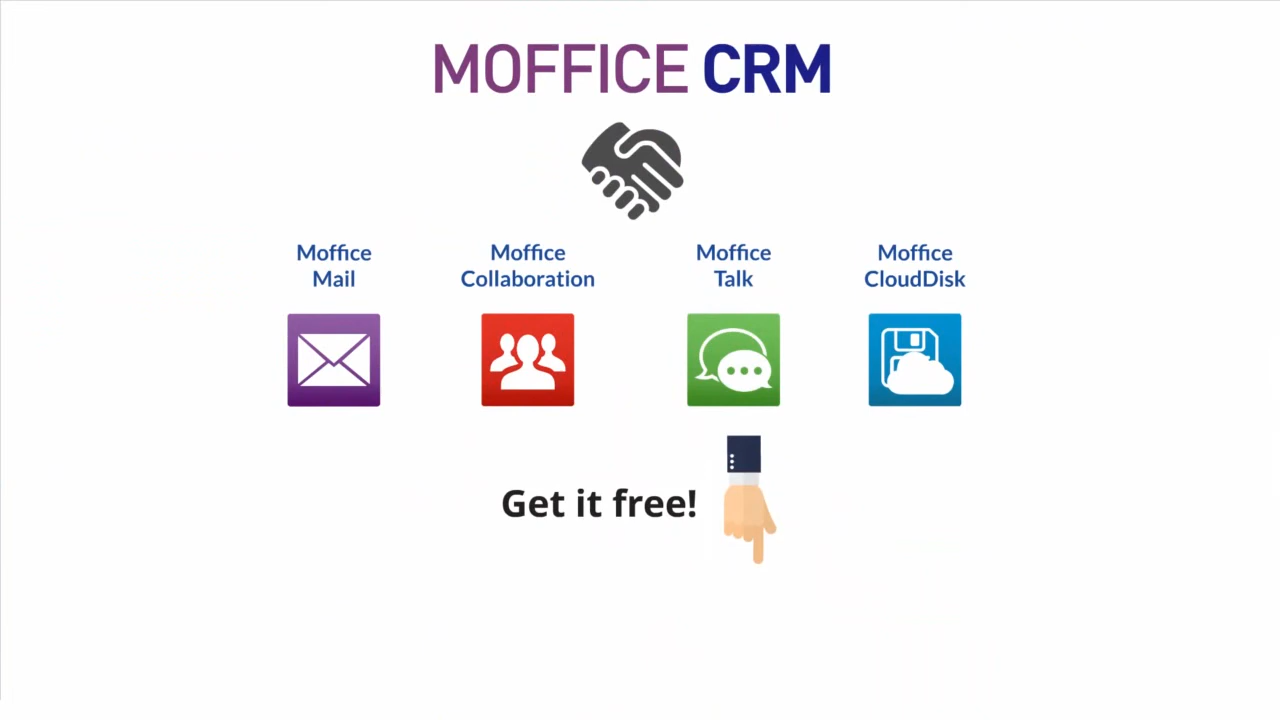 MOFFICE CRM
Moffice
Mail
Moffice
Collaboration
Moffice
Talk
Moffice
CloudDisk
Get it free!